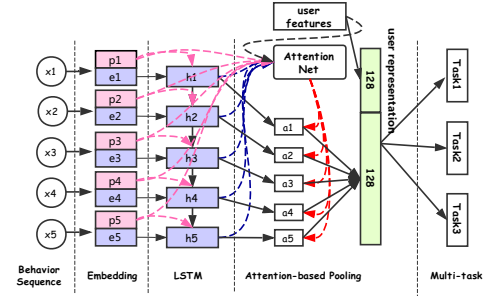 user
features
user representation
Attention
Net
128
128
x1
p1
e1
h1
x2
p2
e2
h2
x3
p3
e3
h3
x4
p4
e4
h4
x5
p5
e5
h5
a1
a2
a3
a4
a5
Task1
Task2
Task3
Behavior
Sequence
Embedding
LSTM
Attention-based Pooling
Multi-task